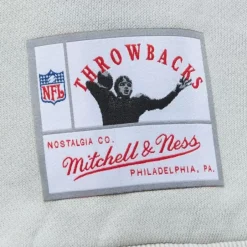 THROWBACKS
NFL
NOSTALGIA CO.
Mitchell & Ness
PHILADELPHIA, PA.